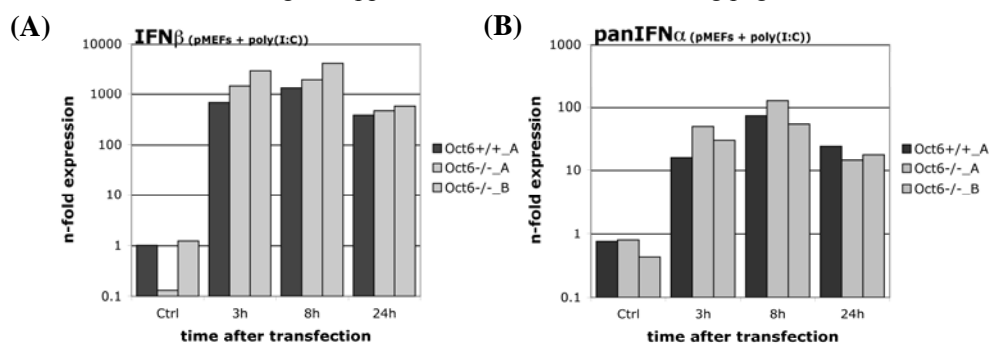 (A)
IFNβ (pMEFs + poly(I:C))
n-fold expression
10000
1000
100
10
1
0.1
Ctrl 3h 8h 24h
time after transfection
Oct6+/+_A
Oct6-/-_A
Oct6-/-_B
(B)
panIFNα (pMEFs + poly(I:C))
n-fold expression
1000
100
10
1
0.1
Ctrl 3h 8h 24h
time after transfection
Oct6+/+_A
Oct6-/-_A
Oct6-/-_B